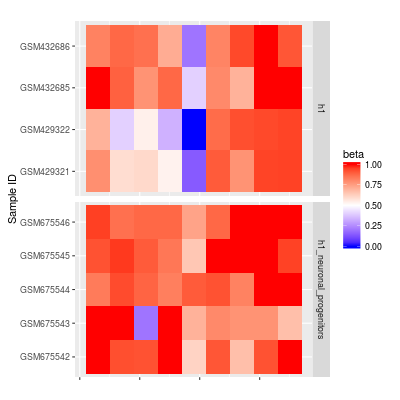 GSM432686
GSM432685
GSM429322
GSM429321
h1
GSM675546
GSM675545
GSM675544
GSM675543
GSM675542
h1_neuronal_progenitors
Sample ID
beta
1.00
0.75
0.50
0.25
0.00